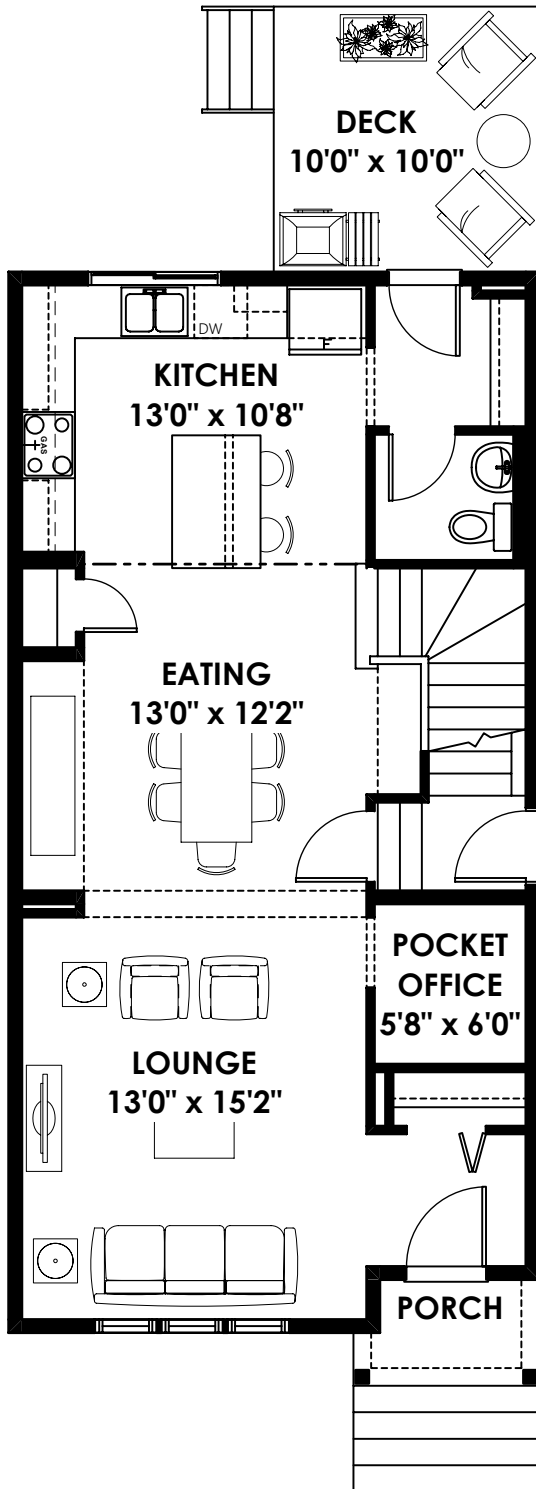 DECK
10'0" x 10'0"
DW
F
KITCHEN
13'0" x 10'8"
GAS
EATING
13'0" x 12'2"
POCKET
OFFICE
5'8" x 6'0"
LOUNGE
13'0" x 15'2"
PORCH